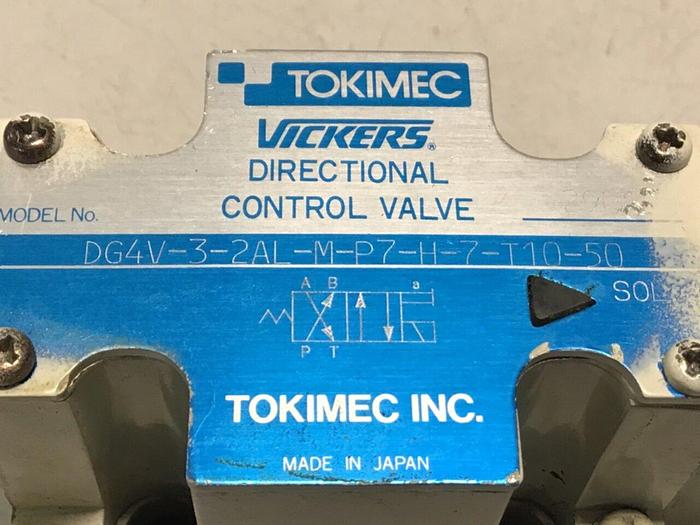 TOKIMEC
VICKERS®
DIRECTIONAL
CONTROL VALVE
MODEL No.
DG4V-3-2AL-M-P7-H-7-T10-50
A B a
P T
SOL
TOKIMEC INC.
MADE IN JAPAN